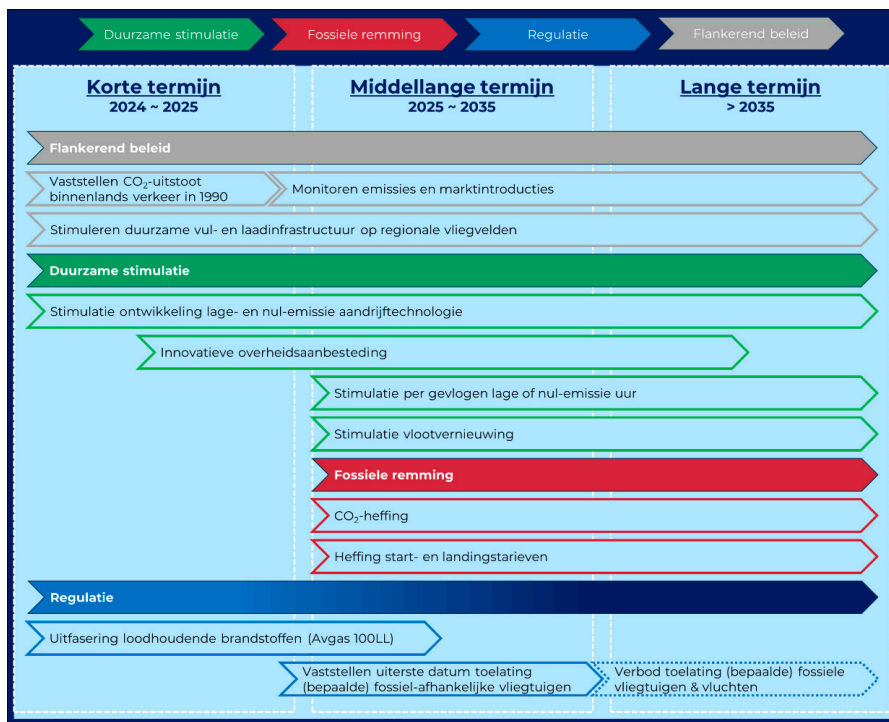 Duurzame stimulatie
Fossiele remming
Regulatie
Flankerend beleid
Korte termijn
2024 ~ 2025
Middellange termijn
2025 ~ 2035
Lange termijn
> 2035
Flankerend beleid
Vaststellen CO₂-uitstoot
binnenlands verkeer in 1990
Monitoren emissies en marktintroducties
Stimuleren duurzame vul- en laadinfrastructuur op regionale vliegvelden
Duurzame stimulatie
Stimulatie ontwikkeling lage- en nul-emissie aandrijftechnologie
Innovatieve overheidsaanbesteding
Stimulatie per gevlogen lage of nul-emissie uur
Stimulatie vlootvernieuwing
Fossiele remming
CO₂-heffing
Heffing start- en landingstarieven
Regulatie
Uitfasering loodhoudende brandstoffen (Avgas 100LL)
Vaststellen uiterste datum toelating
(bepaalde) fossiel-afhankelijke vliegtuigen
Verbod toelating (bepaalde) fossiele
vliegtuigen & vluchten